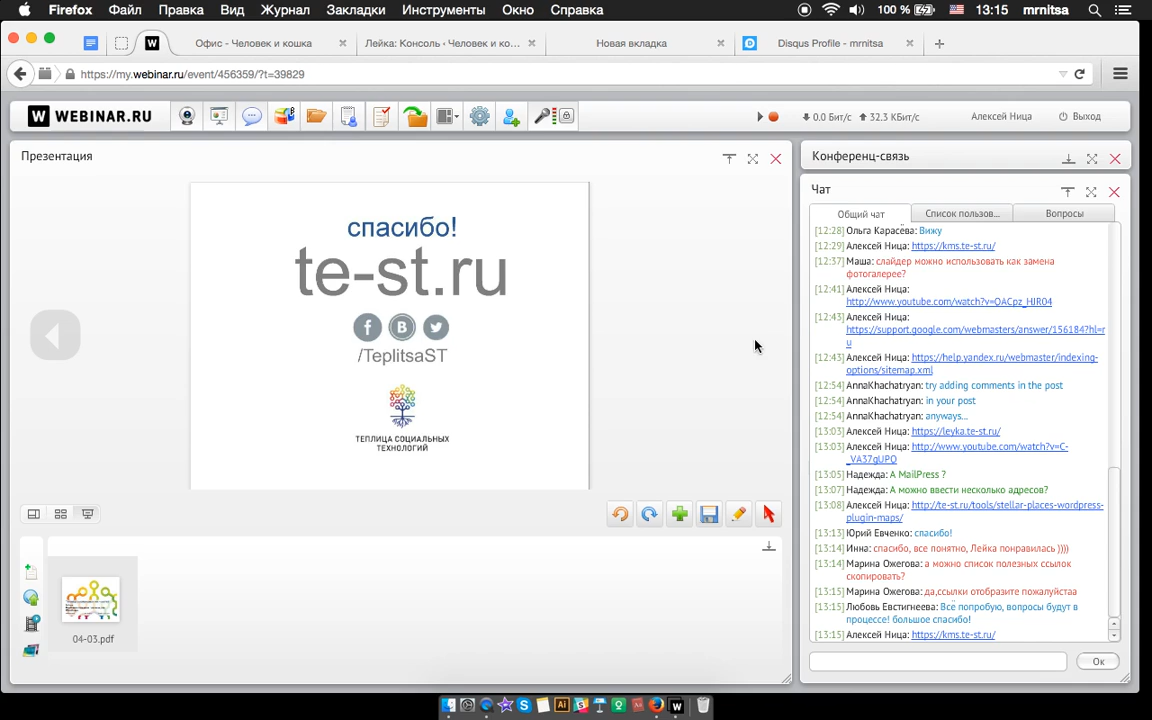 Firefox Файл Правка Вид Журнал Закладки Инструменты Окно Справка 100 % 13:15 mrnitsa
W Офис - Человек и кошка Лейка: Консоль ‹ Человек и ко... Новая вкладка D Disqus Profile - mrnitsa
https://my.webinar.ru/event/456359/?t=39829
W WEBINAR.RU 0,0 Бит/с 32,3 КБит/с Алексей Ница Выход
Презентация
спасибо!
te-st.ru
f B
/TeplitsaST
ТЕПЛИЦА СОЦИАЛЬНЫХ
ТЕХНОЛОГИЙ
04-03.pdf
Конференц-связь
Чат
Общий чат Список пользов... Вопросы
[12:28] Ольга Карасёва: Вижу
[12:29] Алексей Ница: https://kms.te-st.ru/
[12:37] Маша: слайдер можно использовать как замена
фотогалерее?
[12:41] Алексей Ница:
http://www.youtube.com/watch?v=OACpz_HJR04
[12:43] Алексей Ница:
https://support.google.com/webmasters/answer/156184?hl=r
u
[12:43] Алексей Ница: https://help.yandex.ru/webmaster/indexing-
options/sitemap.xml
[12:54] AnnaKhachatryan: try adding comments in the post
[12:54] AnnaKhachatryan: in your post
[12:54] AnnaKhachatryan: anyways...
[13:03] Алексей Ница: https://leyka.te-st.ru/
[13:03] Алексей Ница: http://www.youtube.com/watch?v=C-
_VA37gUPQ
[13:05] Надежда: А MailPress ?
[13:07] Надежда: А можно ввести несколько адресов?
[13:08] Алексей Ница: http://te-st.ru/tools/stellar-places-wordpress-
plugin-maps/
[13:13] Юрий Евченко: спасибо!
[13:14] Инна: спасибо, все понятно, Лейка понравилась ))))
[13:14] Марина Ожегова: а можно список полезных ссылок
скопировать?
[13:15] Марина Ожегова: да,ссылки отобразите пожалуйстаа
[13:15] Любовь Евстигнеева: Всё попробую, вопросы будут в
процессе! большое спасибо!
[13:15] Алексей Ница: https://kms.te-st.ru/
Ок